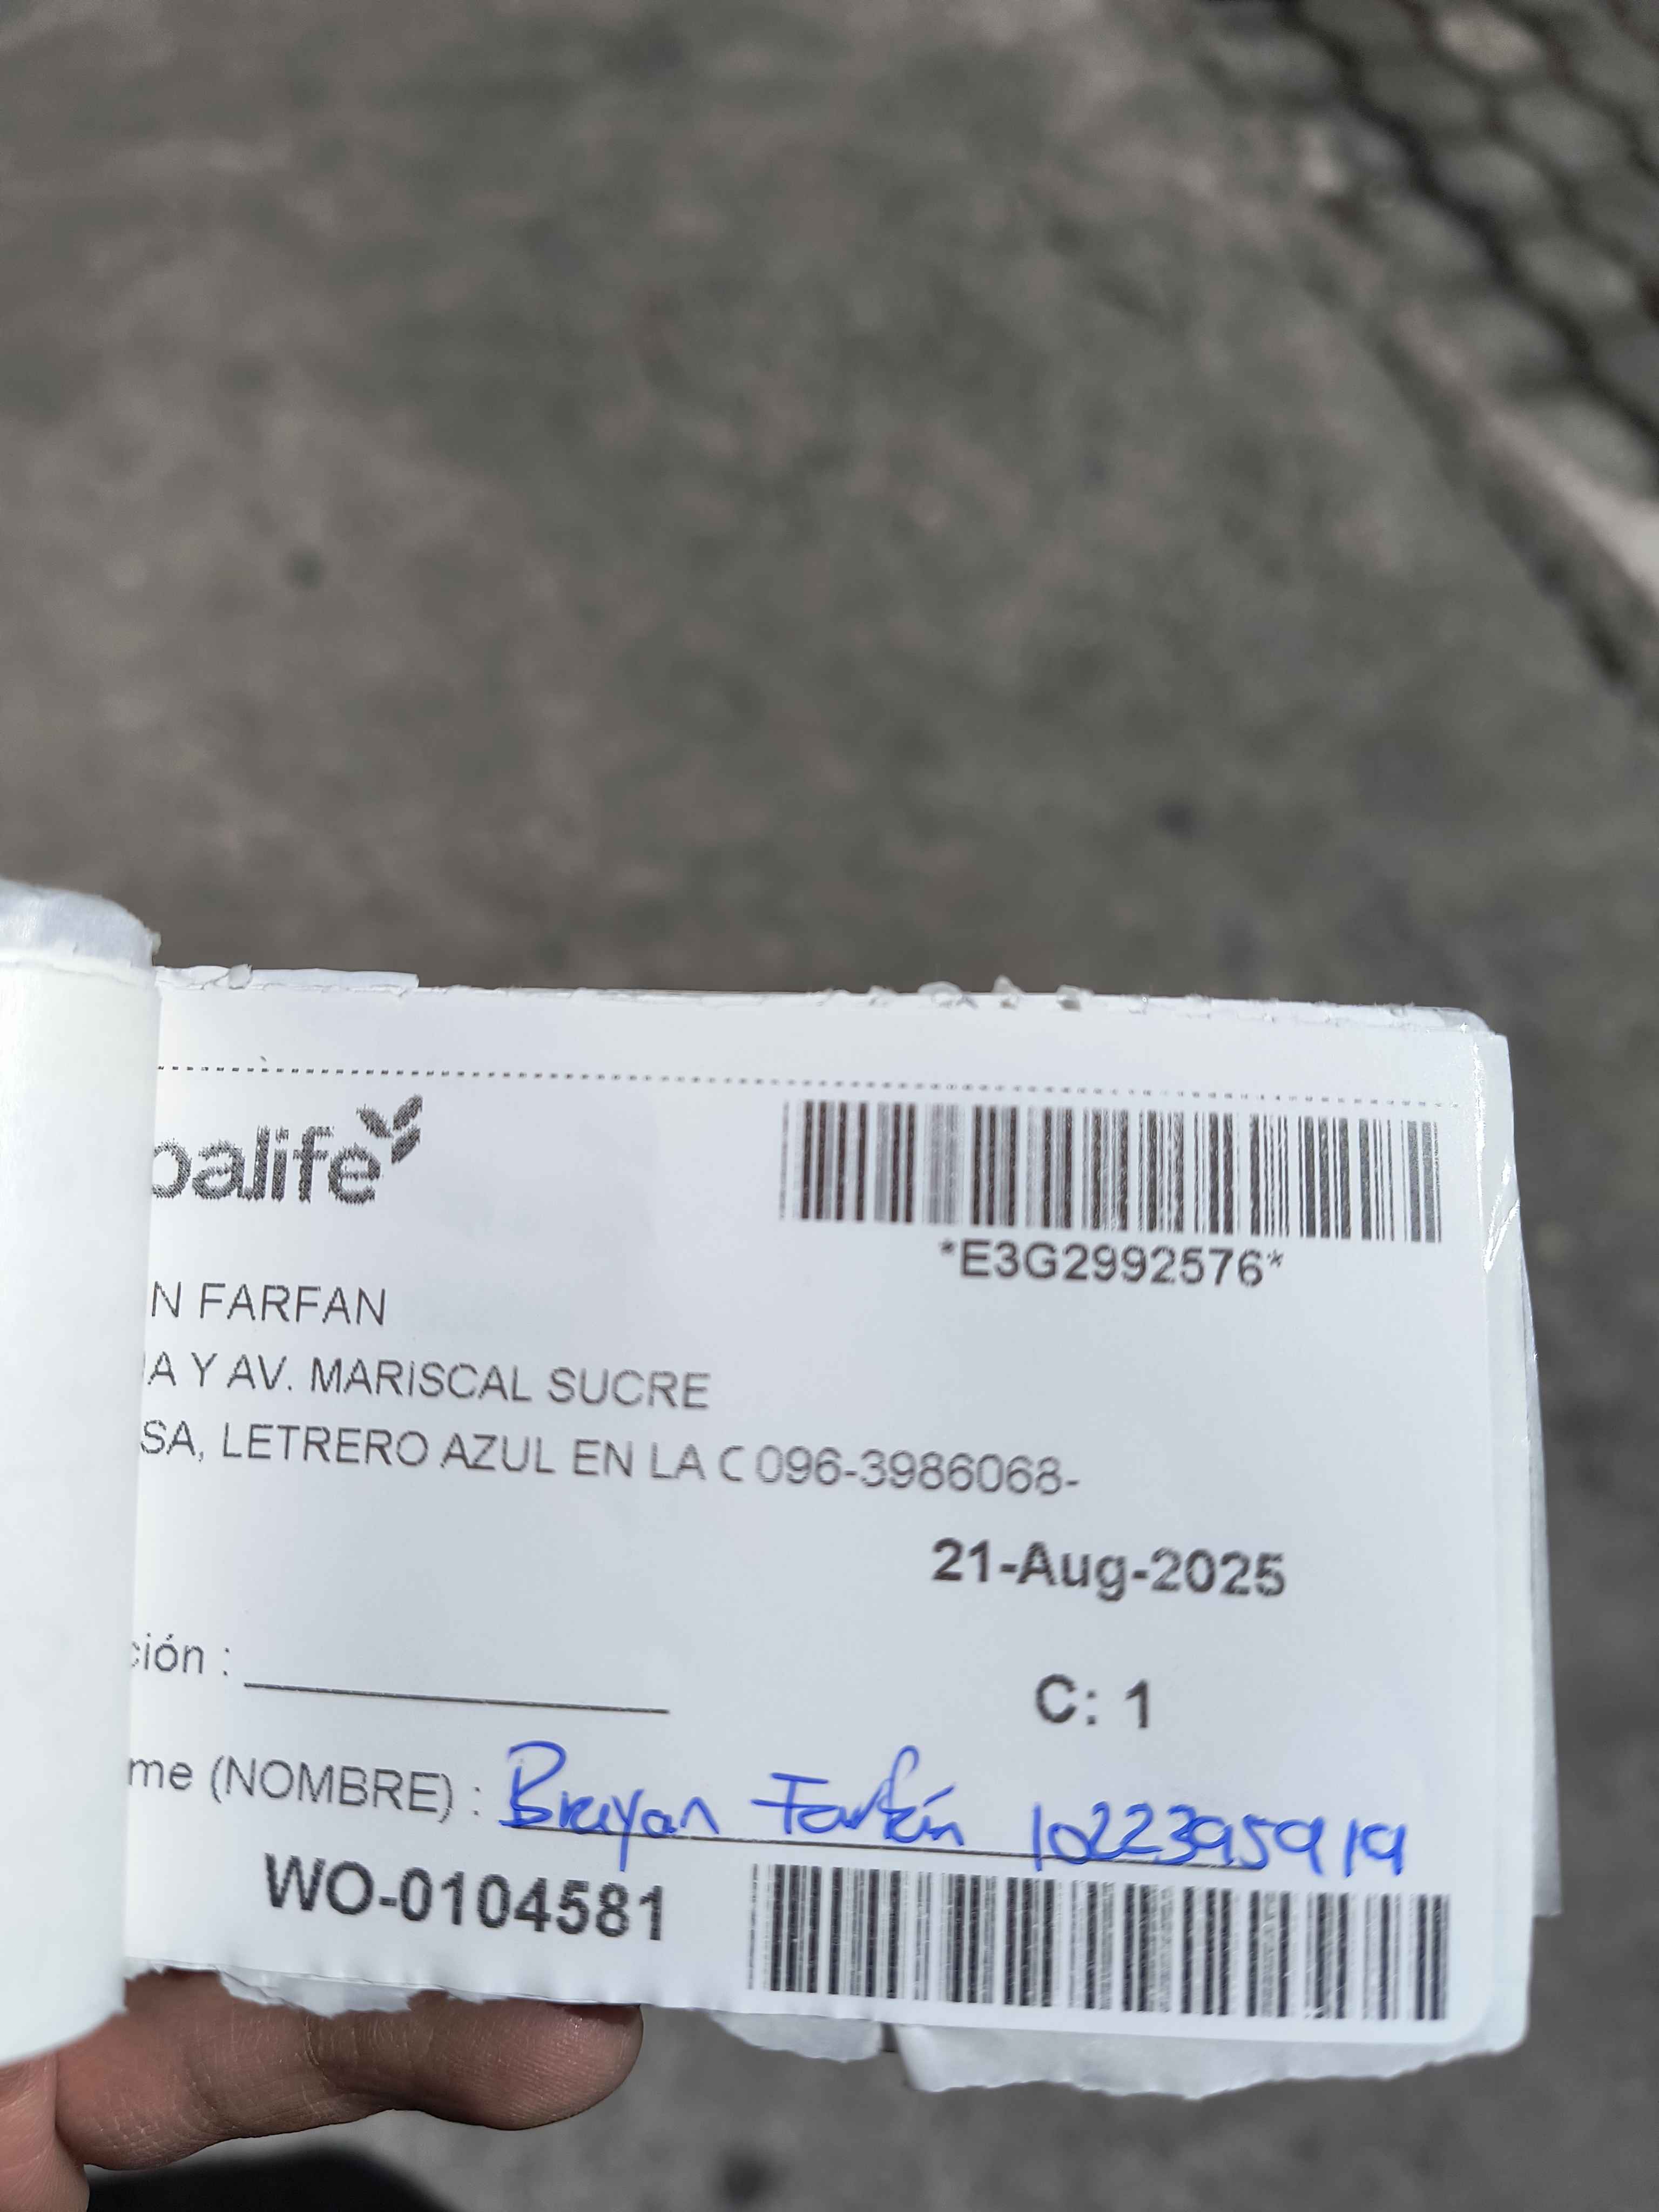 balife
*E3G2992576*
N FARFAN
A Y AV. MARISCAL SUCRE
SA, LETRERO AZUL EN LA C 096-3986068-
21-Aug-2025
ción :
C: 1
me (NOMBRE) : Brayan Farfán 1022395919
WO-0104581